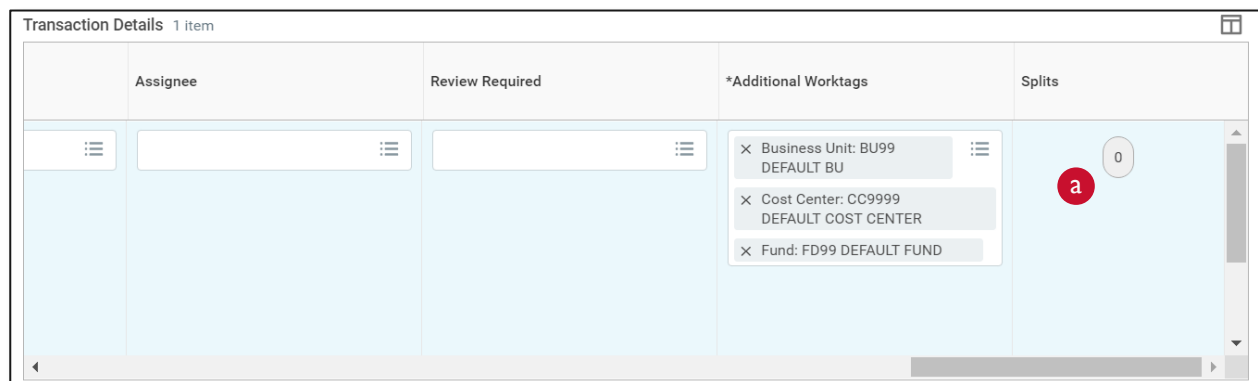 Transaction Details 1 item
Assignee
Review Required
*Additional Worktags
Splits
× Business Unit: BU99
DEFAULT BU
× Cost Center: CC9999
DEFAULT COST CENTER
× Fund: FD99 DEFAULT FUND
0
a